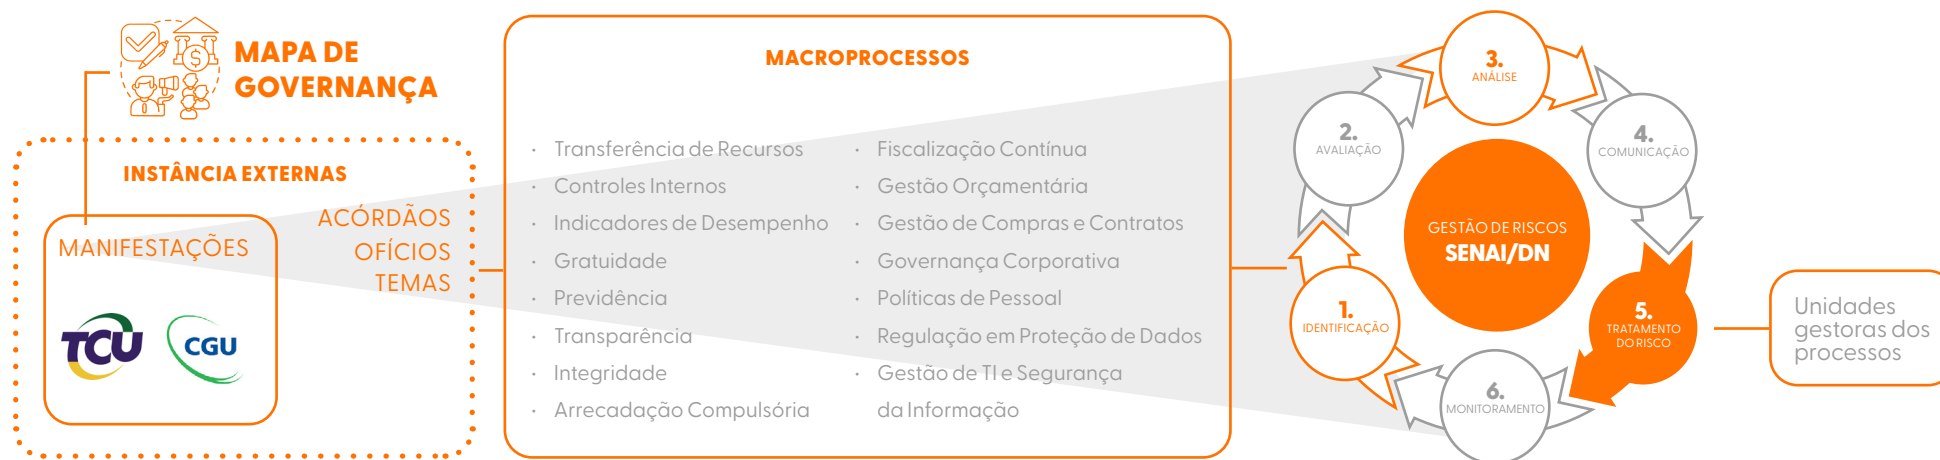 MAPA DE
GOVERNANÇA
INSTÂNCIA EXTERNAS
MANIFESTAÇÕES
TCU
CGU
ACÓRDÃOS
OFÍCIOS
TEMAS
MACROPROCESSOS
· Transferência de Recursos
· Controles Internos
· Indicadores de Desempenho
· Gratuidade
· Previdência
· Transparência
· Integridade
· Arrecadação Compulsória
· Fiscalização Contínua
· Gestão Orçamentária
· Gestão de Compras e Contratos
· Governança Corporativa
· Políticas de Pessoal
· Regulação em Proteção de Dados
· Gestão de TI e Segurança
da Informação
GESTÃO DE RISCOS
SENAI/DN
1.
IDENTIFICAÇÃO
2.
AVALIAÇÃO
3.
ANÁLISE
4.
COMUNICAÇÃO
5.
TRATAMENTO
DO RISCO
6.
MONITORAMENTO
Unidades
gestoras dos
processos